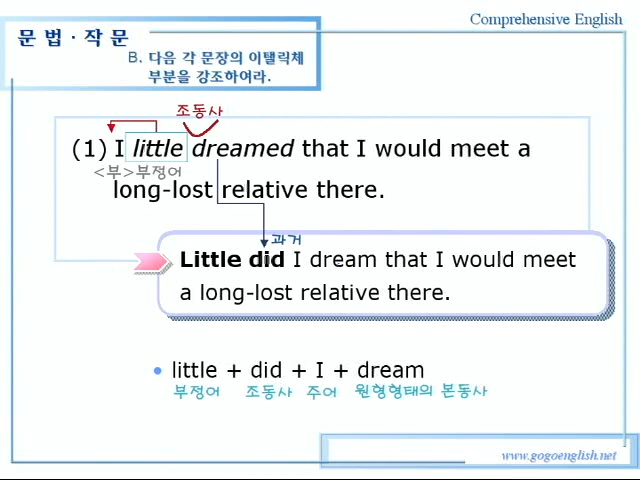 Comprehensive English
문법·작문
B. 다음 각 문장의 이탤릭체
부분을 강조하여라.
조동사
(1) I little dreamed that I would meet a
<부>부정어
long-lost relative there.
과거
Little did I dream that I would meet
a long-lost relative there.
• little + did + I + dream
부정어 조동사 주어 원형형태의 본동사
www.gogoenglish.net